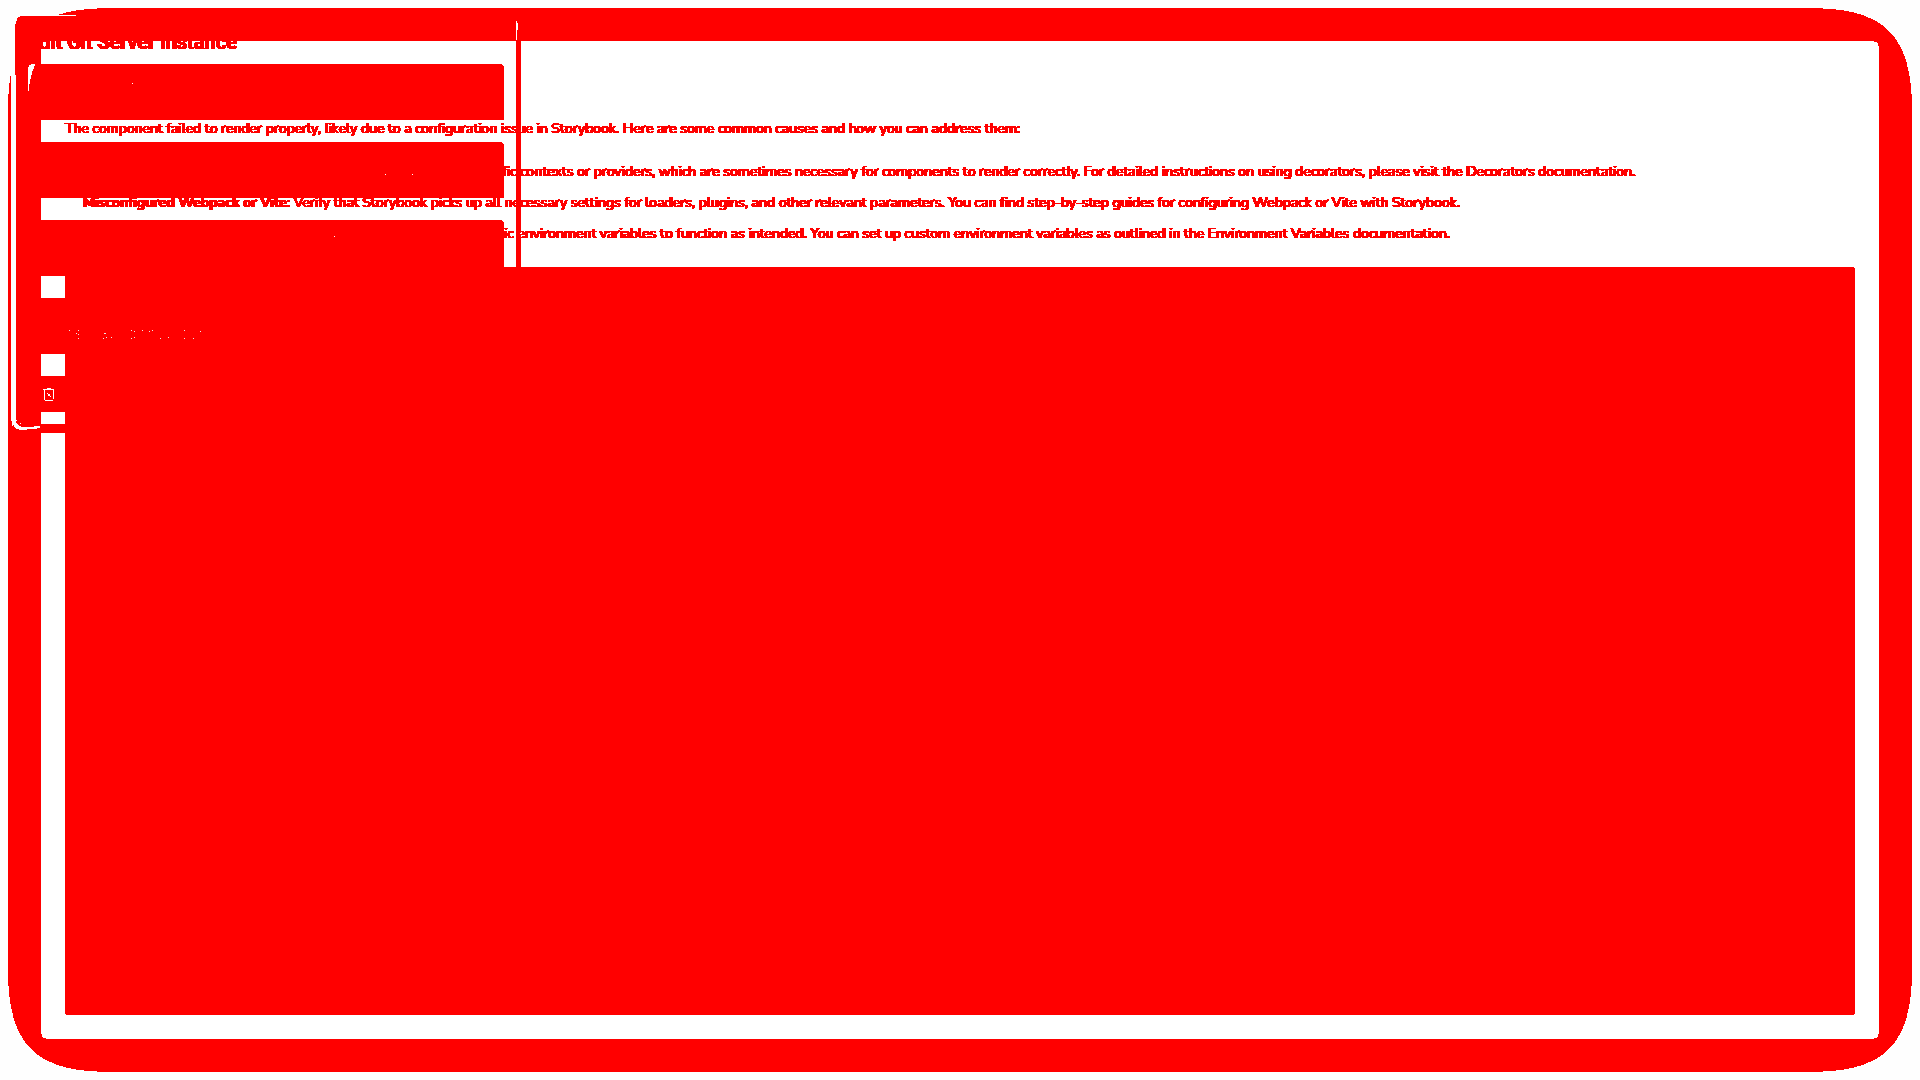 Server Instance
The component failed to render properly, likely due to a configuration issue in Storybook. Here are some common causes and how you can address them:
contexts or providers, which are sometimes necessary for components to render correctly. For detailed instructions on using decorators, please visit the Decorators documentation.
Misconfigured Webpack or Vite: Verify that Storybook picks up all necessary settings for loaders, plugins, and other relevant parameters. You can find step-by-step guides for configuring Webpack or Vite with Storybook.
environment variables to function as intended. You can set up custom environment variables as outlined in the Environment Variables documentation.